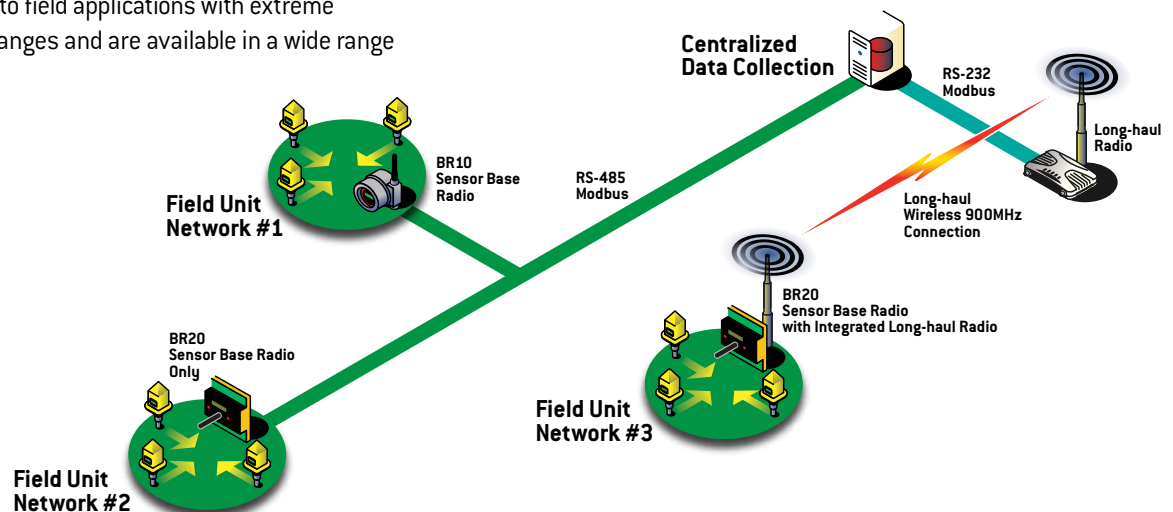 to field applications with extreme
anges and are available in a wide range
Centralized
Data Collection
RS-232
Modbus
Long-haul
Radio
BR10
Sensor Base
Radio
RS-485
Modbus
Field Unit
Network #1
Long-haul
Wireless 900MHz
Connection
BR20
Sensor Base Radio
with Integrated Long-haul Radio
BR20
Sensor Base Radio
Only
Field Unit
Network #3
Field Unit
Network #2